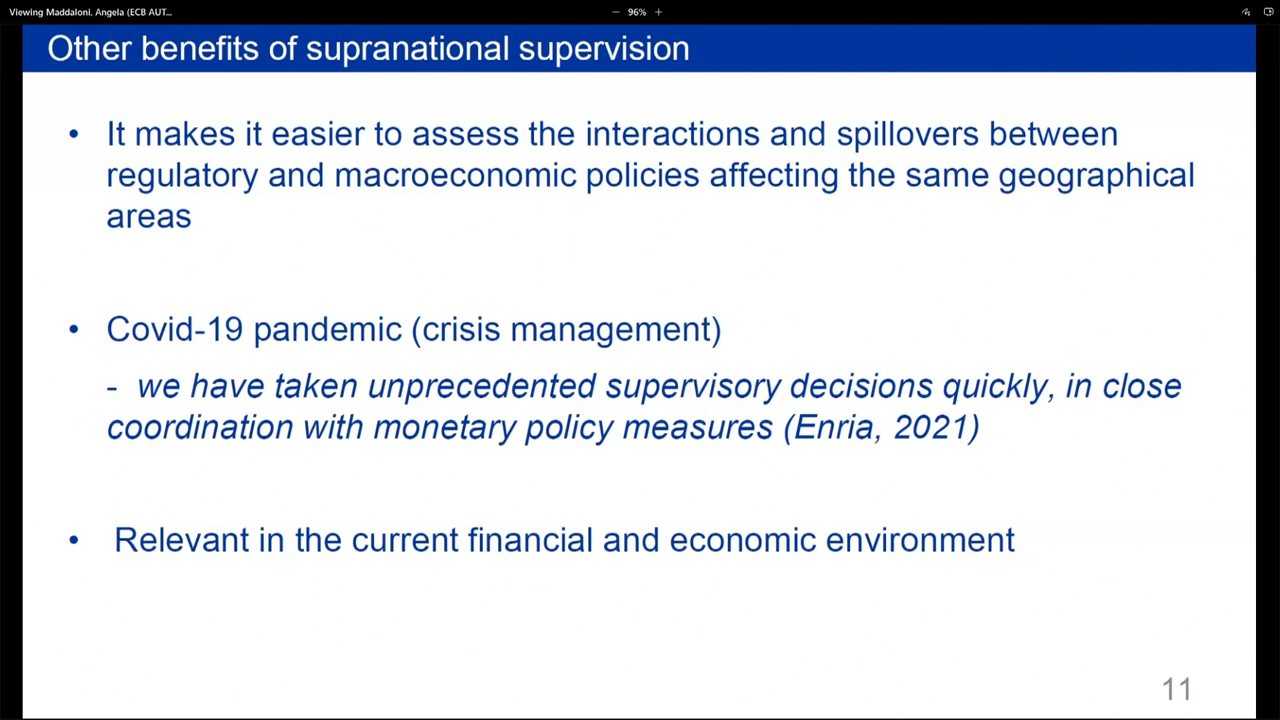 Viewing Maddaloni, Angela (ECB AUT...
− 96% +
Other benefits of supranational supervision
• It makes it easier to assess the interactions and spillovers between
regulatory and macroeconomic policies affecting the same geographical
areas
• Covid-19 pandemic (crisis management)
- we have taken unprecedented supervisory decisions quickly, in close
coordination with monetary policy measures (Enria, 2021)
• Relevant in the current financial and economic environment
11